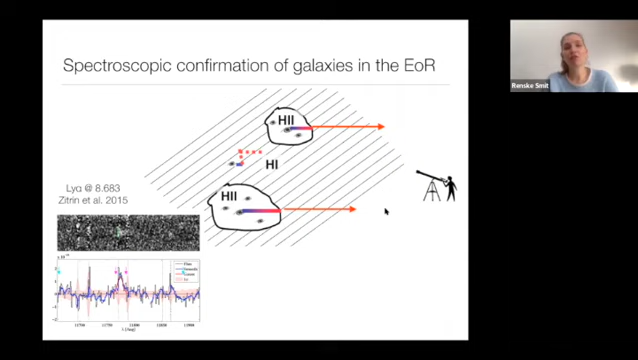 Spectroscopic confirmation of galaxies in the EoR
Renske Smit
HII
HI
HII
Lyα @ 8.683
Zitrin et al. 2015